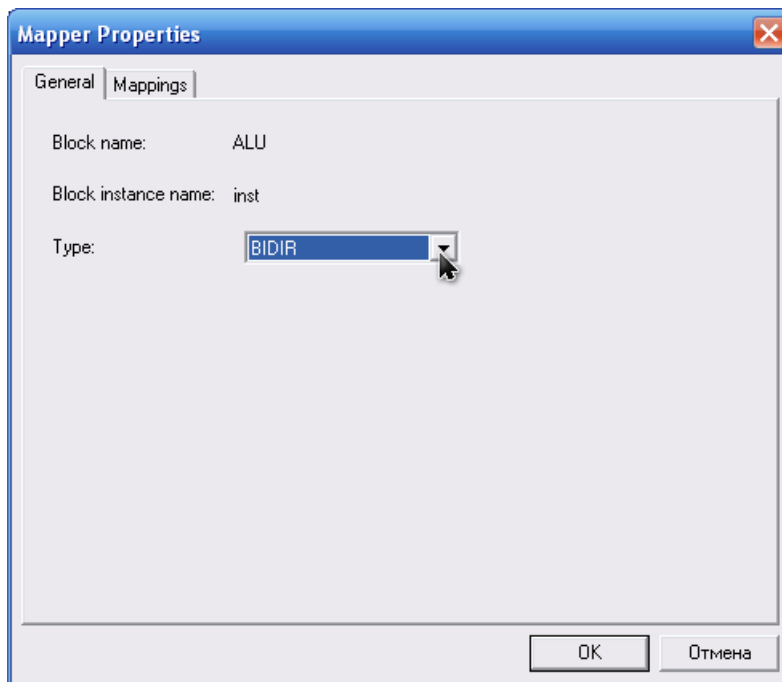 Mapper Properties
General Mappings
Block name: ALU
Block instance name: inst
Type: BIDIR
OK Отмена